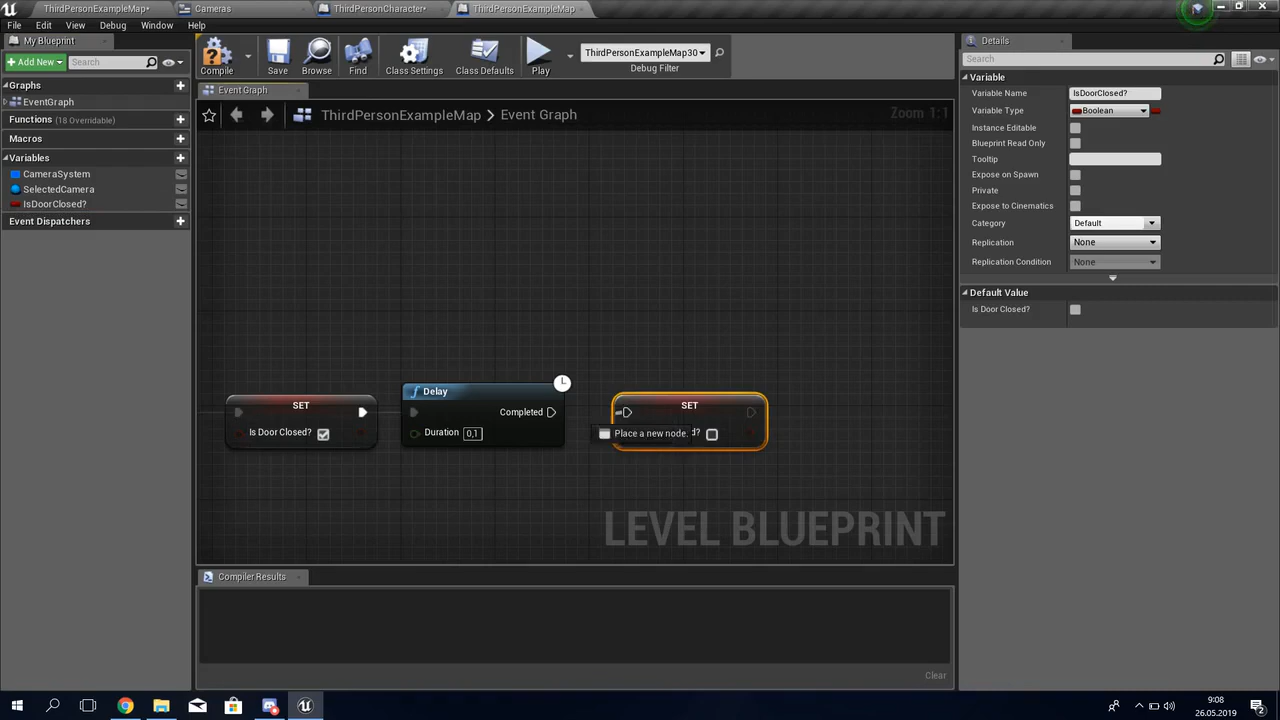 ThirdPersonExampleMap•
Cameras
ThirdPersonCharacter•
ThirdPersonExampleMap
File Edit View Debug Window Help
My Blueprint
Add New
Search
Graphs
EventGraph
Functions (18 Overridable)
Macros
Variables
CameraSystem
SelectedCamera
IsDoorClosed?
Event Dispatchers
Compile
Save
Browse
Find
Class Settings
Class Defaults
Play
ThirdPersonExampleMap30
Debug Filter
Event Graph
ThirdPersonExampleMap > Event Graph
Zoom 1:1
SET
Is Door Closed?
Delay
Completed
Duration 0,1
SET
Place a new node.
d?
LEVEL BLUEPRINT
Compiler Results
Clear
Details
Search
Variable
Variable Name IsDoorClosed?
Variable Type Boolean
Instance Editable
Blueprint Read Only
Tooltip
Expose on Spawn
Private
Expose to Cinematics
Category Default
Replication None
Replication Condition None
Default Value
Is Door Closed?
9:08
26.05.2019
2